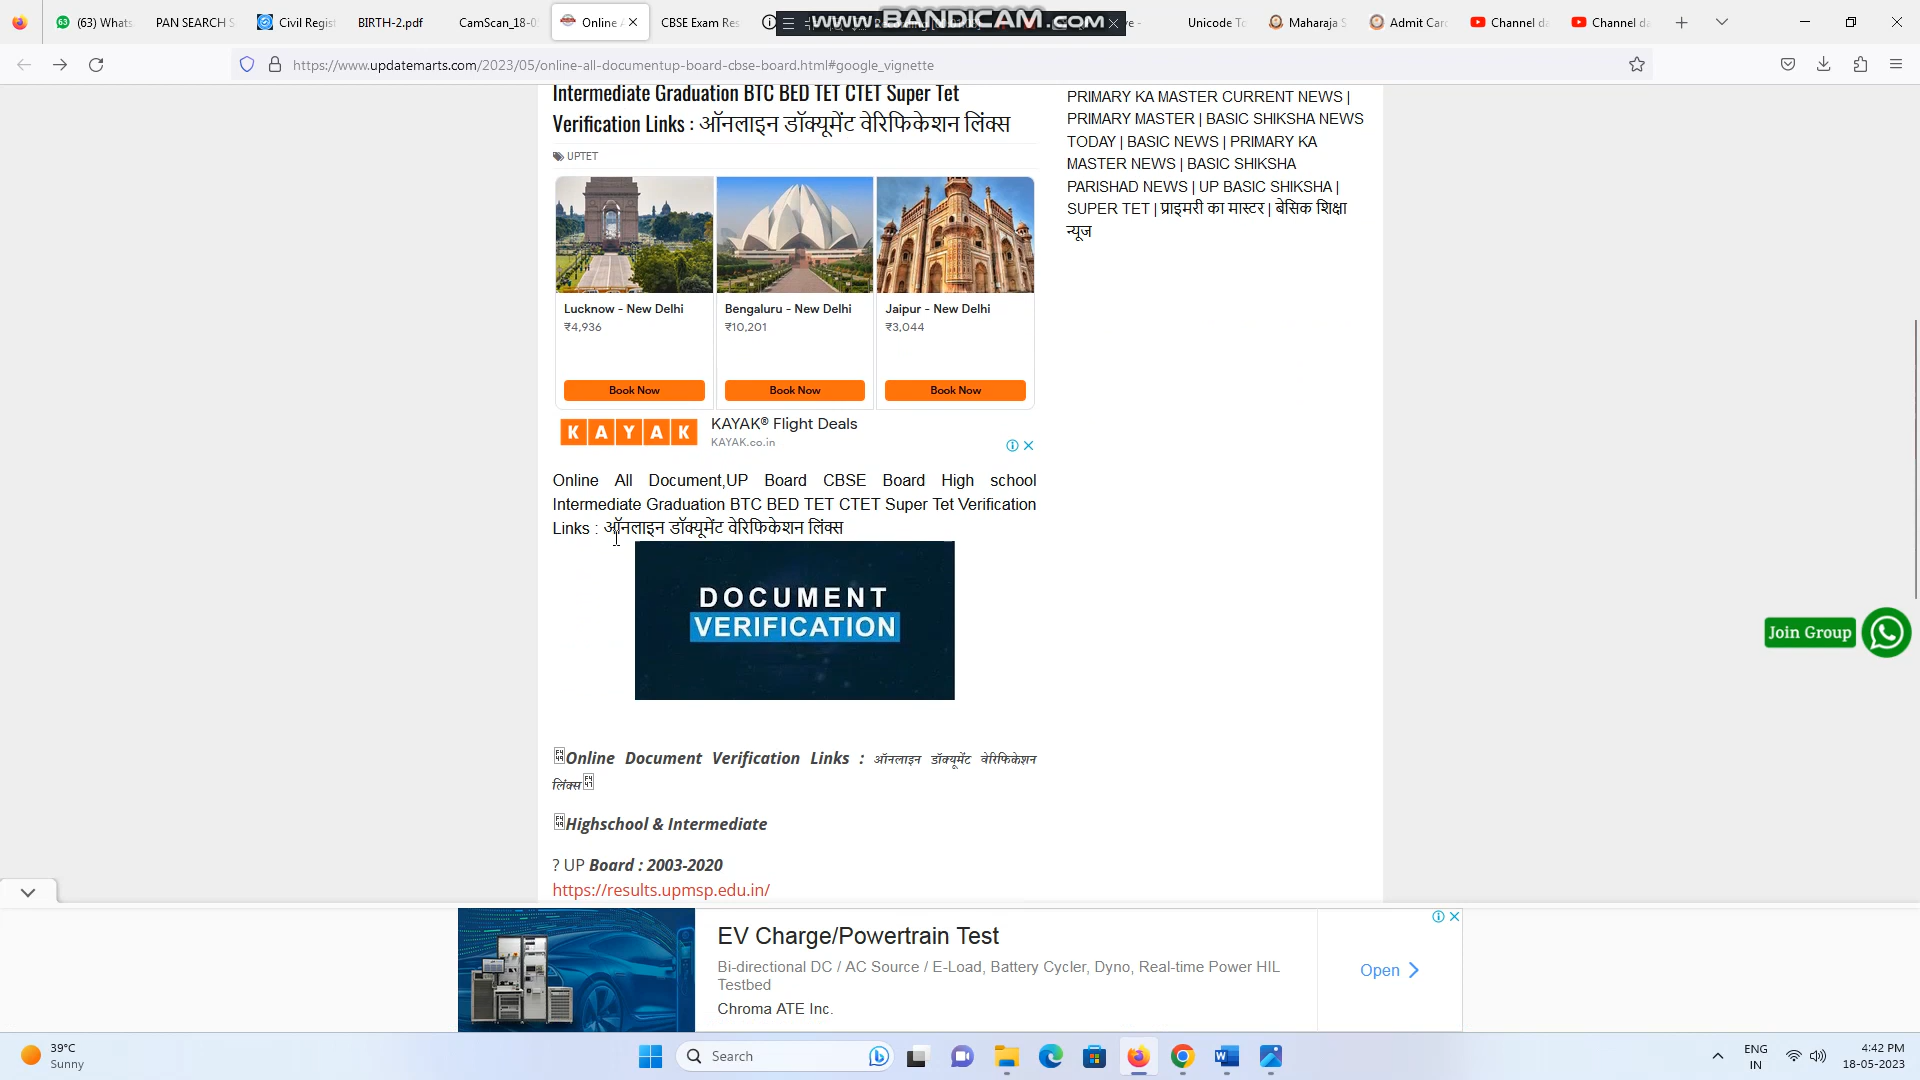 (63) Whats
PAN SEARCH S
Civil Regist
BIRTH-2.pdf
CamScan_18-0
Online A
CBSE Exam Res
www.BANDICAM.com
Unicode To
Maharaja S
Admit Card
Channel da
Channel da
https://www.updatemarts.com/2023/05/online-all-documentup-board-cbse-board.html#google_vignette
Intermediate Graduation BTC BED TET CTET Super Tet
Verification Links : ऑनलाइन डॉक्यूमेंट वेरिफिकेशन लिंक्स
UPTET
Lucknow - New Delhi
₹4,936
Book Now
Bengaluru - New Delhi
₹10,201
Book Now
Jaipur - New Delhi
₹3,044
Book Now
KAYAK
KAYAK® Flight Deals
KAYAK.co.in
Online All Document,UP Board CBSE Board High school
Intermediate Graduation BTC BED TET CTET Super Tet Verification
Links : ऑनलाइन डॉक्यूमेंट वेरिफिकेशन लिंक्स
DOCUMENT
VERIFICATION
Online Document Verification Links : ऑनलाइन डॉक्यूमेंट वेरिफिकेशन
लिंक्स
Highschool & Intermediate
? UP Board : 2003-2020
https://results.upmsp.edu.in/
PRIMARY KA MASTER CURRENT NEWS |
PRIMARY MASTER | BASIC SHIKSHA NEWS
TODAY | BASIC NEWS | PRIMARY KA
MASTER NEWS | BASIC SHIKSHA
PARISHAD NEWS | UP BASIC SHIKSHA |
SUPER TET | प्राइमरी का मास्टर | बेसिक शिक्षा
न्यूज
Join Group
EV Charge/Powertrain Test
Bi-directional DC / AC Source / E-Load, Battery Cycler, Dyno, Real-time Power HIL
Testbed
Chroma ATE Inc.
Open
39°C
Sunny
Search
ENG
IN
4:42 PM
18-05-2023